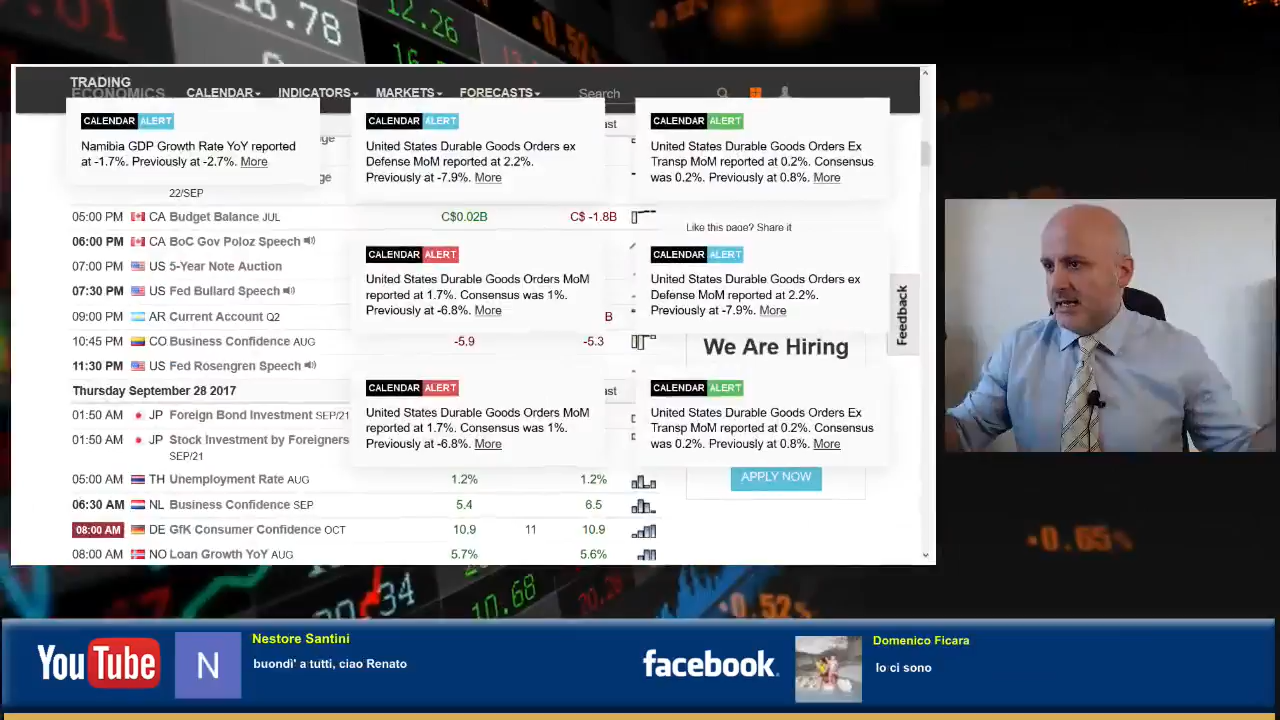 18.78
12.26
TRADING
ECONOMICS
CALENDAR
INDICATORS
MARKETS
FORECASTS
Search
CALENDAR ALERT
Namibia GDP Growth Rate YoY reported
at -1.7%. Previously at -2.7%. More
CALENDAR ALERT
United States Durable Goods Orders ex
Defense MoM reported at 2.2%.
Previously at -7.9%. More
CALENDAR ALERT
United States Durable Goods Orders Ex
Transp MoM reported at 0.2%. Consensus
was 0.2%. Previously at 0.8%. More
22/SEP
05:00 PM CA Budget Balance JUL C$0.02B C$ -1.8B
Like this page? Share it
06:00 PM CA BoC Gov Poloz Speech
07:00 PM US 5-Year Note Auction
07:30 PM US Fed Bullard Speech
09:00 PM AR Current Account Q2
10:45 PM CO Business Confidence AUG -5.9 -5.3
11:30 PM US Fed Rosengren Speech
CALENDAR ALERT
United States Durable Goods Orders MoM
reported at 1.7%. Consensus was 1%.
Previously at -6.8%. More
CALENDAR ALERT
United States Durable Goods Orders ex
Defense MoM reported at 2.2%.
Previously at -7.9%. More
Feedback
We Are Hiring
Thursday September 28 2017
01:50 AM JP Foreign Bond Investment SEP/21
01:50 AM JP Stock Investment by Foreigners
SEP/21
CALENDAR ALERT
United States Durable Goods Orders MoM
reported at 1.7%. Consensus was 1%.
Previously at -6.8%. More
CALENDAR ALERT
United States Durable Goods Orders Ex
Transp MoM reported at 0.2%. Consensus
was 0.2%. Previously at 0.8%. More
APPLY NOW
05:00 AM TH Unemployment Rate AUG 1.2% 1.2%
06:30 AM NL Business Confidence SEP 5.4 6.5
08:00 AM DE GfK Consumer Confidence OCT 10.9 11 10.9
08:00 AM NO Loan Growth YoY AUG 5.7% 5.6%
10.68
-0.05%
-0.52%
YouTube
N
Nestore Santini
buondì' a tutti, ciao Renato
facebook.
Domenico Ficara
Io ci sono